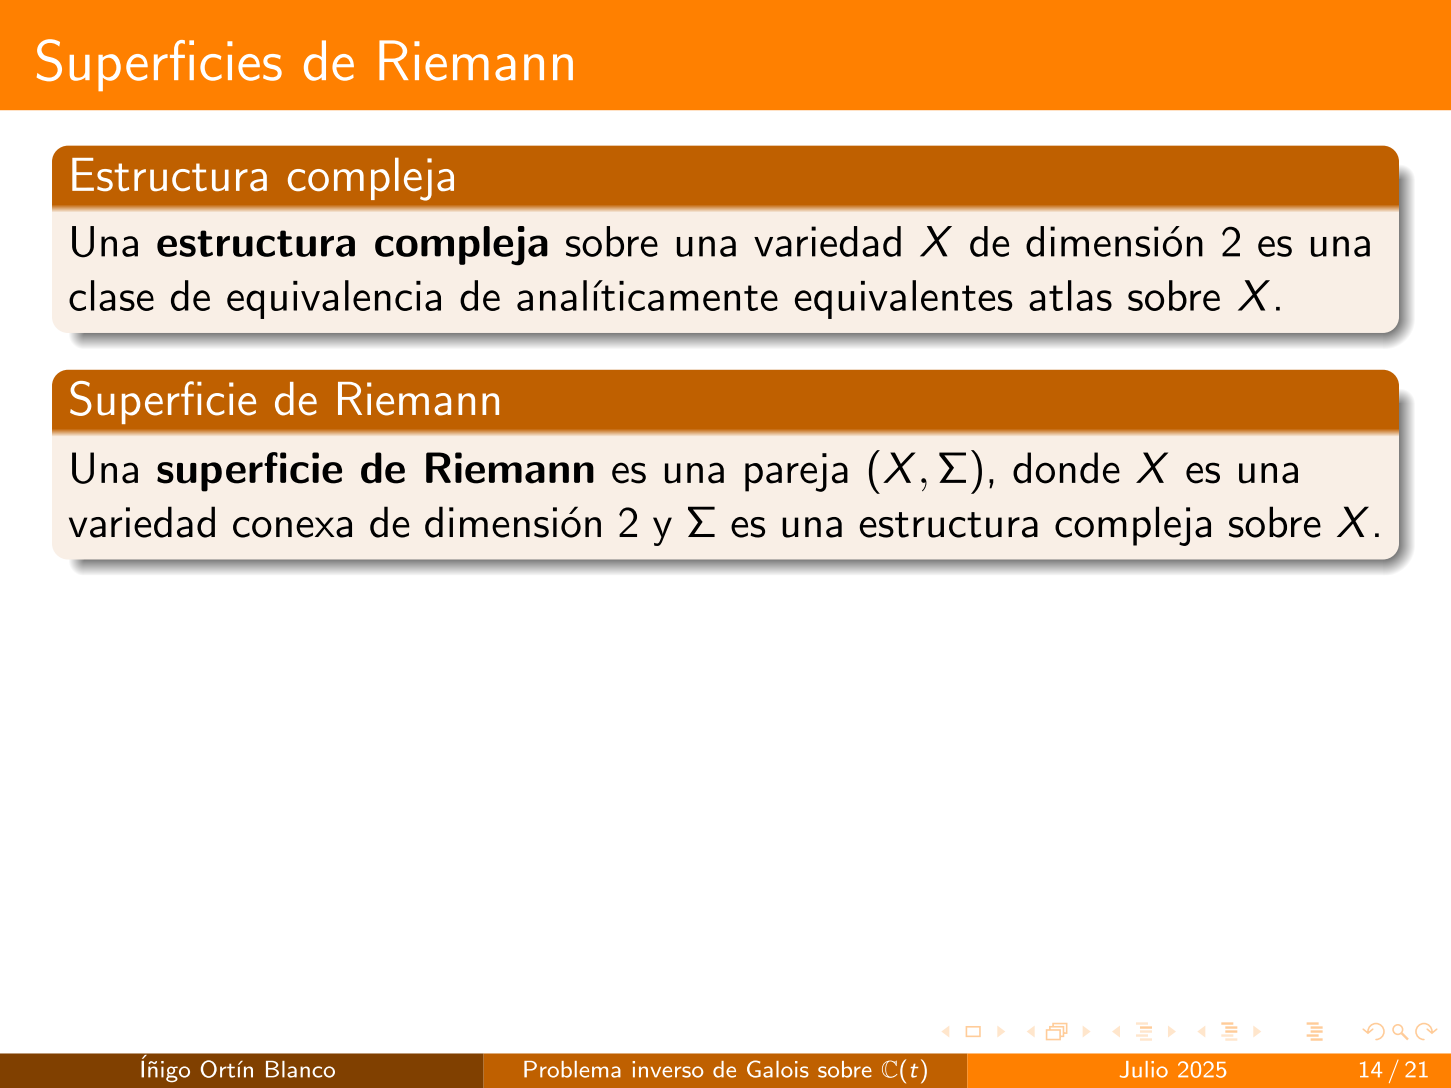 Superficies de Riemann
Estructura compleja
Una estructura compleja sobre una variedad X de dimensión 2 es una
clase de equivalencia de analíticamente equivalentes atlas sobre X.
Superficie de Riemann
Una superficie de Riemann es una pareja (X, Σ), donde X es una
variedad conexa de dimensión 2 y Σ es una estructura compleja sobre X.
Íñigo Ortín Blanco
Problema inverso de Galois sobre ℂ(t)
Julio 2025
14 / 21